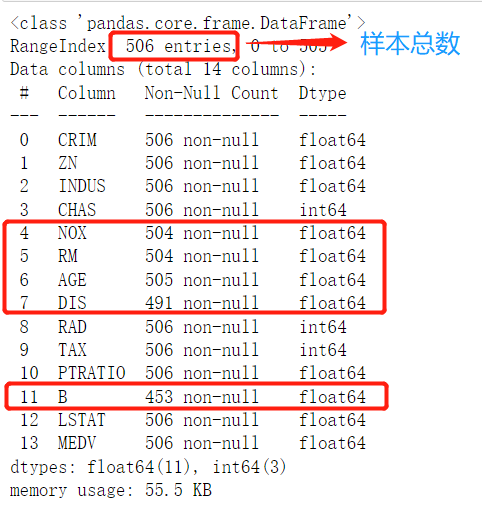 <class 'pandas.core.frame.DataFrame'>
RangeIndex: 506 entries, 0 to 505 样本总数
Data columns (total 14 columns):
 #   Column   Non-Null Count  Dtype
---  ------   --------------  -----
 0   CRIM     506 non-null    float64
 1   ZN       506 non-null    float64
 2   INDUS    506 non-null    float64
 3   CHAS     506 non-null    int64
 4   NOX      504 non-null    float64
 5   RM       504 non-null    float64
 6   AGE      505 non-null    float64
 7   DIS      491 non-null    float64
 8   RAD      506 non-null    int64
 9   TAX      506 non-null    int64
 10  PTRATIO  506 non-null    float64
 11  B        453 non-null    float64
 12  LSTAT    506 non-null    float64
 13  MEDV     506 non-null    float64
dtypes: float64(11), int64(3)
memory usage: 55.5 KB